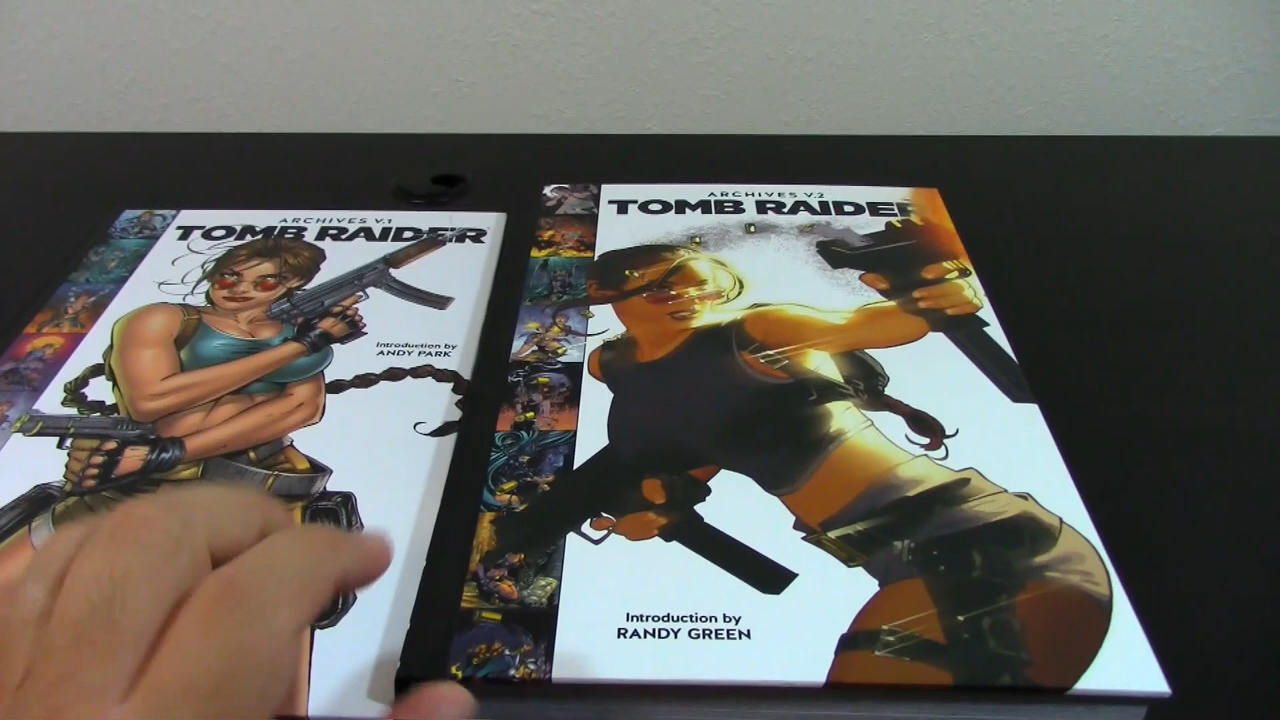 ARCHIVES V.1
TOMB RAIDER
Introduction by
ANDY PARK
ARCHIVES V.2
TOMB RAIDER
Introduction by
RANDY GREEN